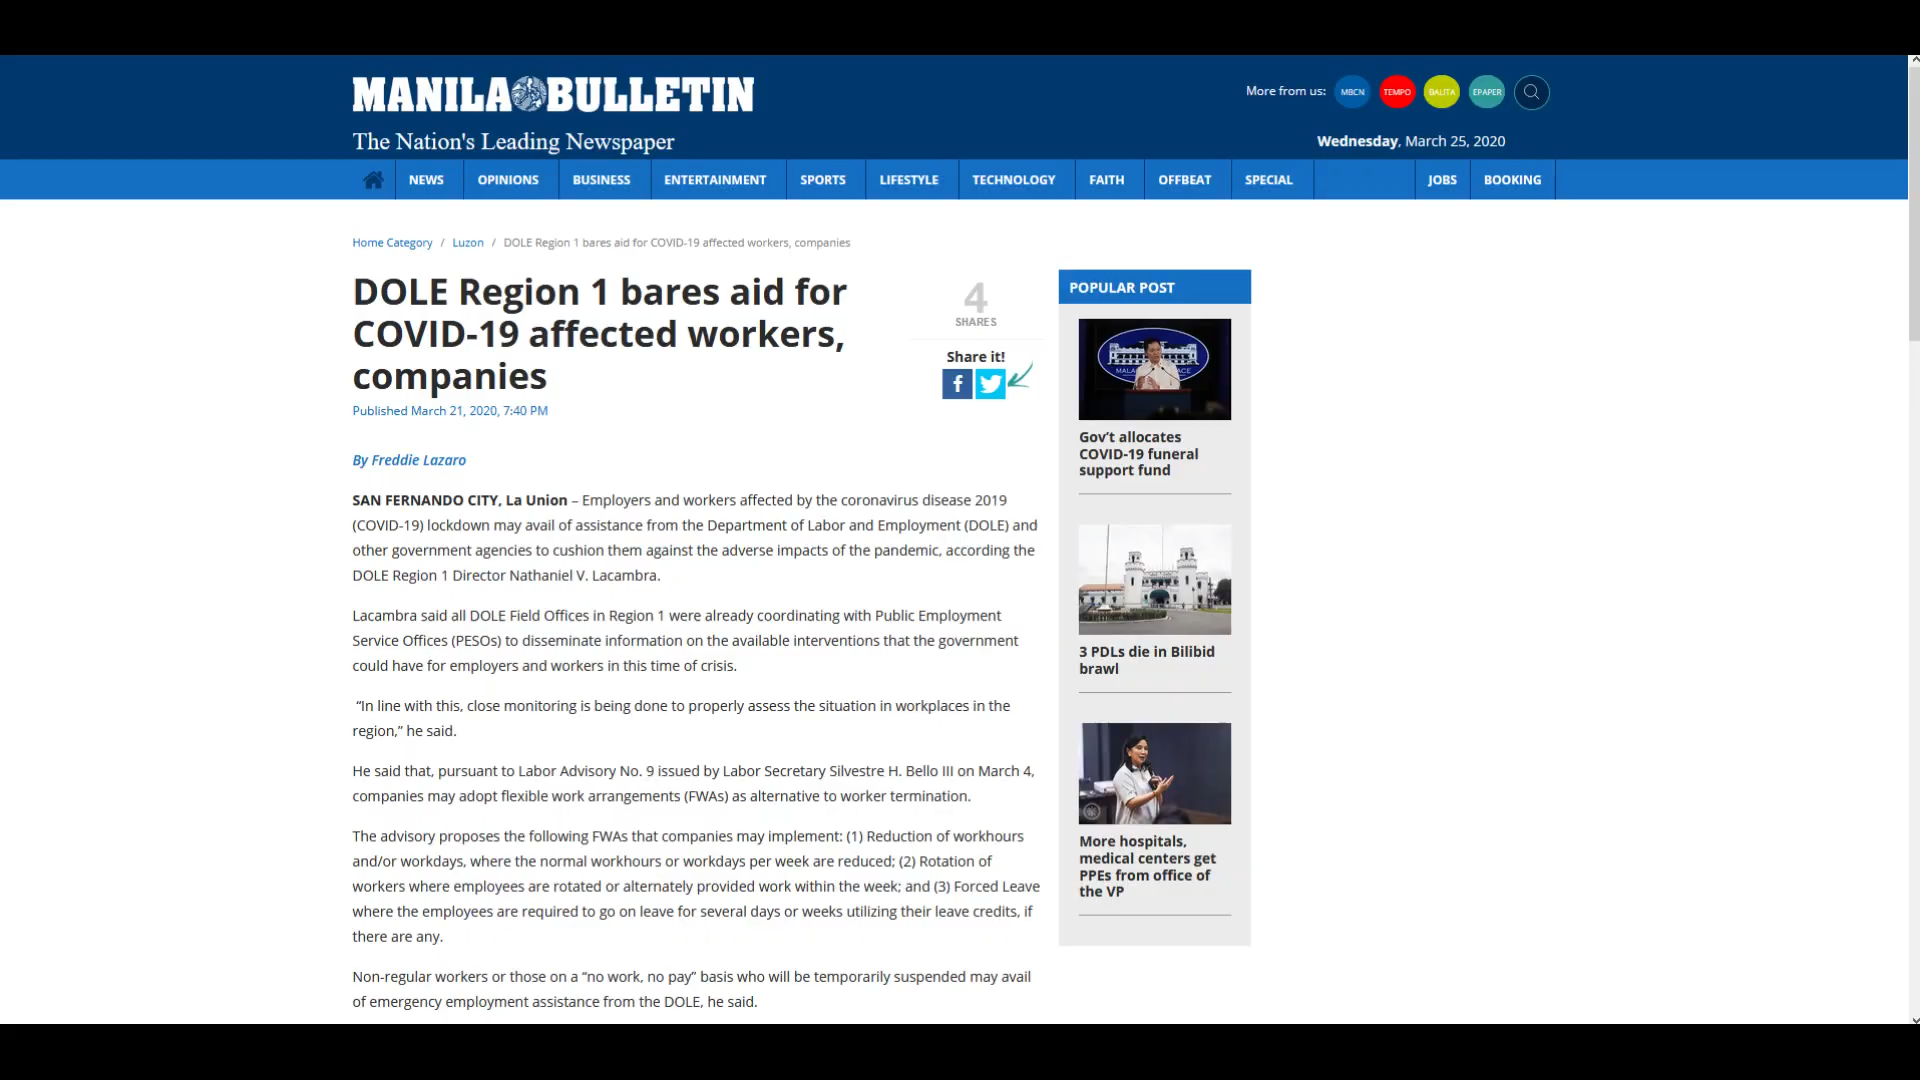 MANILA BULLETIN
The Nation's Leading Newspaper
More from us: MBCN TEMPO BALITA EPAPER
Wednesday, March 25, 2020
NEWS OPINIONS BUSINESS ENTERTAINMENT SPORTS LIFESTYLE TECHNOLOGY FAITH OFFBEAT SPECIAL JOBS BOOKING
Home Category / Luzon / DOLE Region 1 bares aid for COVID-19 affected workers, companies
DOLE Region 1 bares aid for
COVID-19 affected workers,
companies
Published March 21, 2020, 7:40 PM
4
SHARES
Share it!
By Freddie Lazaro
SAN FERNANDO CITY, La Union – Employers and workers affected by the coronavirus disease 2019
(COVID-19) lockdown may avail of assistance from the Department of Labor and Employment (DOLE) and
other government agencies to cushion them against the adverse impacts of the pandemic, according the
DOLE Region 1 Director Nathaniel V. Lacambra.
Lacambra said all DOLE Field Offices in Region 1 were already coordinating with Public Employment
Service Offices (PESOs) to disseminate information on the available interventions that the government
could have for employers and workers in this time of crisis.
“In line with this, close monitoring is being done to properly assess the situation in workplaces in the
region,” he said.
He said that, pursuant to Labor Advisory No. 9 issued by Labor Secretary Silvestre H. Bello III on March 4,
companies may adopt flexible work arrangements (FWAs) as alternative to worker termination.
The advisory proposes the following FWAs that companies may implement: (1) Reduction of workhours
and/or workdays, where the normal workhours or workdays per week are reduced; (2) Rotation of
workers where employees are rotated or alternately provided work within the week; and (3) Forced Leave
where the employees are required to go on leave for several days or weeks utilizing their leave credits, if
there are any.
Non-regular workers or those on a “no work, no pay” basis who will be temporarily suspended may avail
of emergency employment assistance from the DOLE, he said.
POPULAR POST
Gov’t allocates
COVID-19 funeral
support fund
3 PDLs die in Bilibid
brawl
More hospitals,
medical centers get
PPEs from office of
the VP